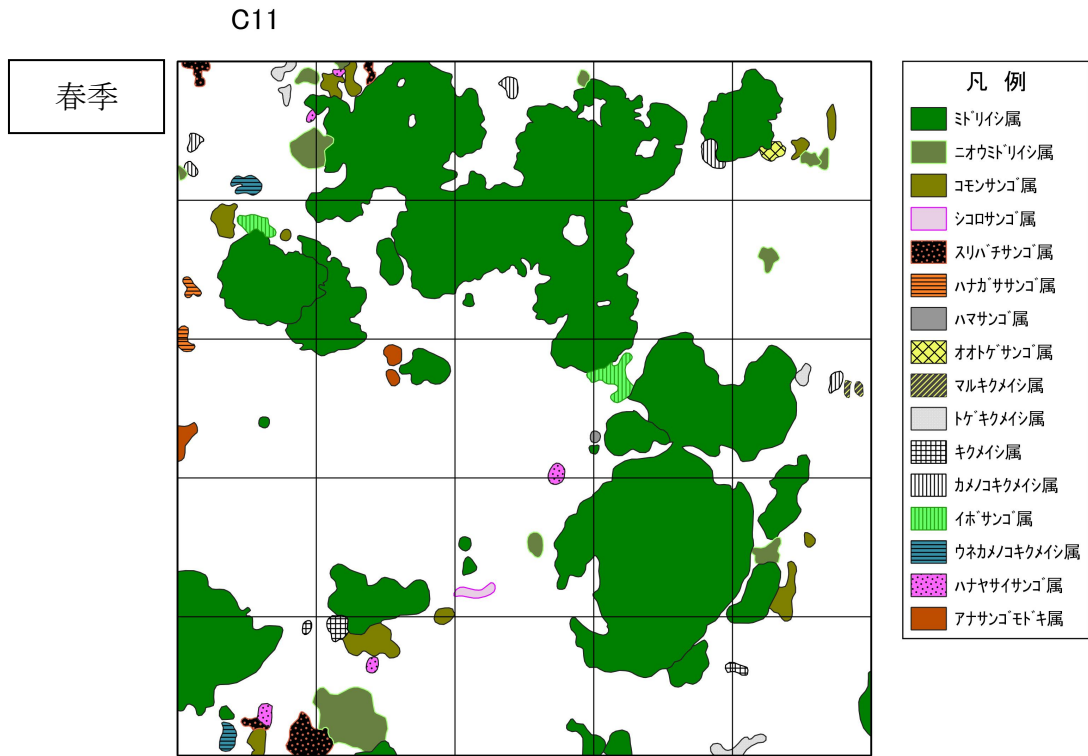 C11
春季
凡 例
ﾐﾄﾞﾘｲｼ属
ニオウﾐﾄﾞﾘｲｼ属
コモンサンゴ属
シコロサンゴ属
スリバチサンゴ属
ハナガササンゴ属
ハマサンゴ属
オオトゲサンゴ属
マルキクメイシ属
トゲキクメイシ属
キクメイシ属
カメノコキクメイシ属
イボサンゴ属
ウネカメノコキクメイシ属
ハナヤサイサンゴ属
アナサンゴモドキ属